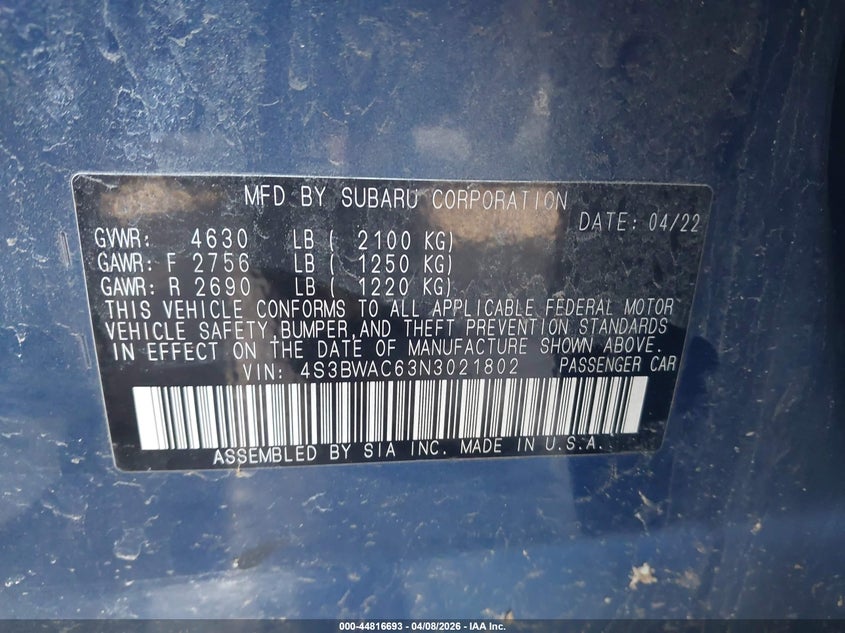 MFD BY SUBARU CORPORATION
DATE: 04/22
GVWR: 4630 LB ( 2100 KG)
GAWR: F 2756 LB ( 1250 KG)
GAWR: R 2690 LB ( 1220 KG)
THIS VEHICLE CONFORMS TO ALL APPLICABLE FEDERAL MOTOR
VEHICLE SAFETY,BUMPER,AND THEFT PREVENTION STANDARDS
IN EFFECT ON THE DATE OF MANUFACTURE SHOWN ABOVE.
VIN: 4S3BWAC63N3021802 PASSENGER CAR
ASSEMBLED BY SIA INC. MADE IN U.S.A.
000-44816693 - 04/08/2026 - IAA Inc.